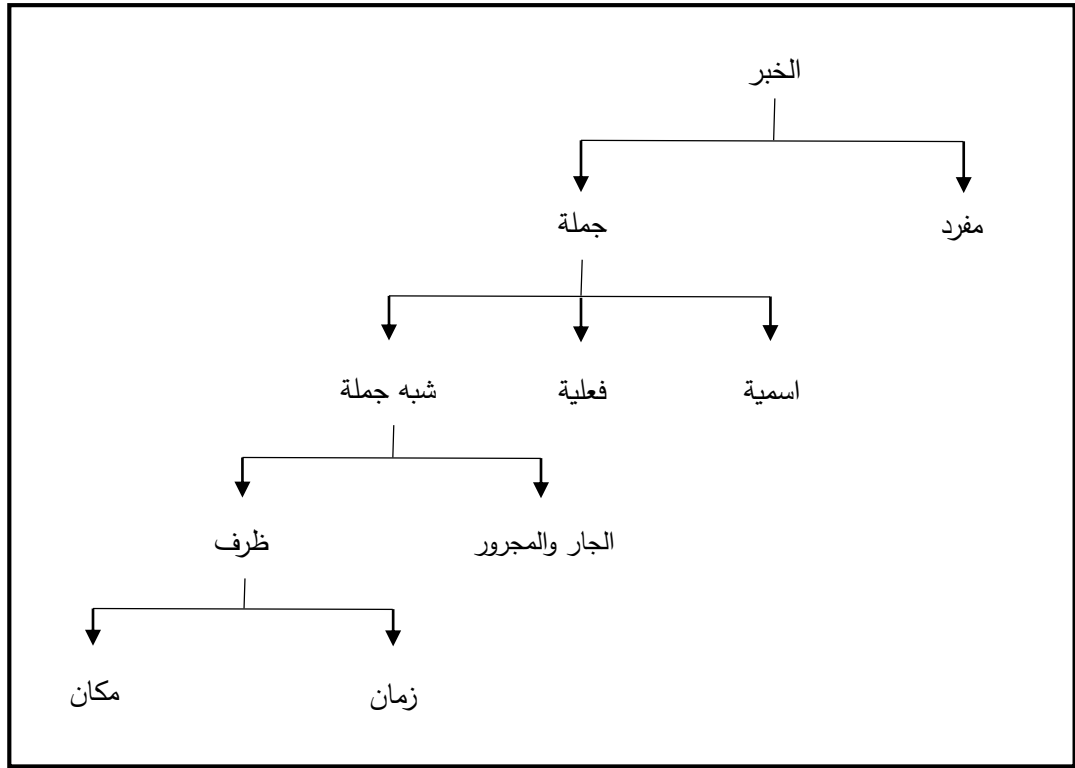 الخبر
مفرد
جملة
اسمية
فعلية
شبه جملة
الجار والمجرور
ظرف
زمان
مكان